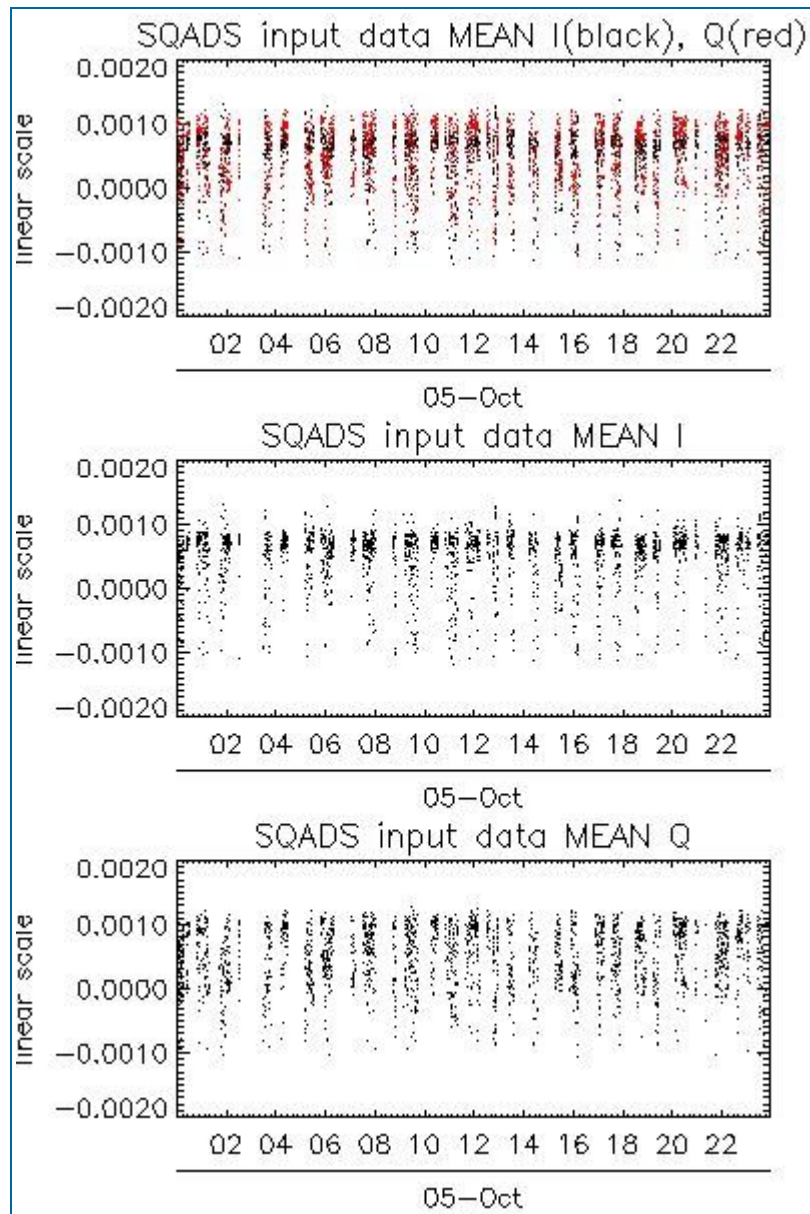 SQADS input data MEAN I(black), Q(red)
0.0020
0.0010
0.0000
-0.0010
-0.0020
linear scale
02 04 06 08 10 12 14 16 18 20 22
05-Oct
SQADS input data MEAN I
0.0020
0.0010
0.0000
-0.0010
-0.0020
linear scale
02 04 06 08 10 12 14 16 18 20 22
05-Oct
SQADS input data MEAN Q
0.0020
0.0010
0.0000
-0.0010
-0.0020
linear scale
02 04 06 08 10 12 14 16 18 20 22
05-Oct